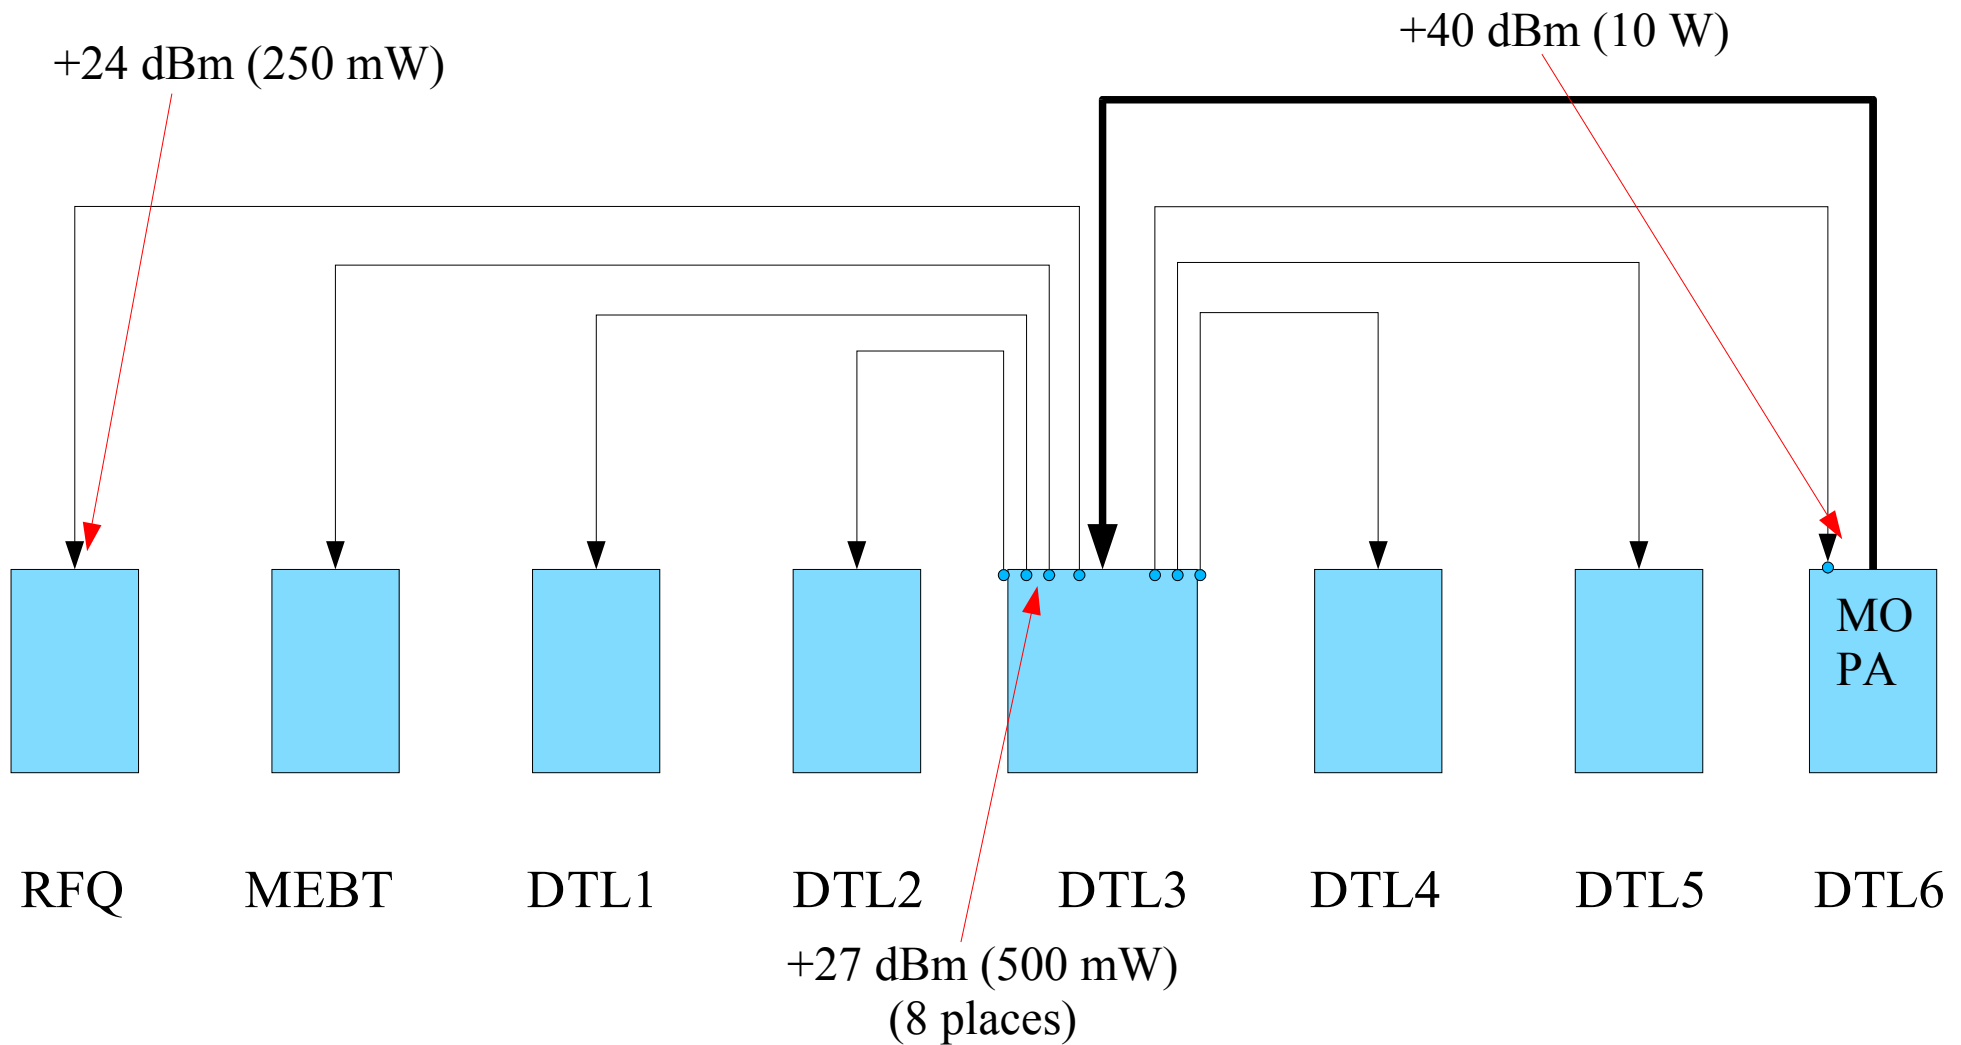 +40 dBm (10 W)
+24 dBm (250 mW)
MO
PA
RFQ
MEBT
DTL1
DTL2
DTL3
DTL4
DTL5
DTL6
+27 dBm (500 mW)
(8 places)